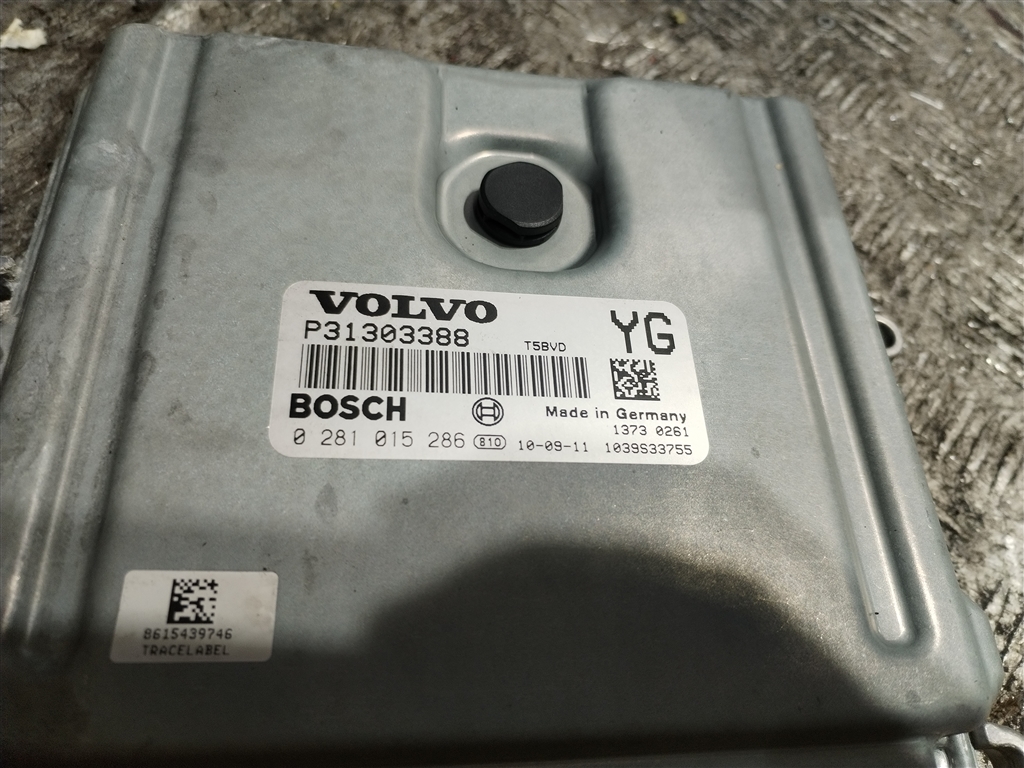 VOLVO
P31303388 T5BVD YG
BOSCH Made in Germany
1373 0261
0 281 015 286 810 10-09-11 1039S33755
8615439746
TRACELABEL